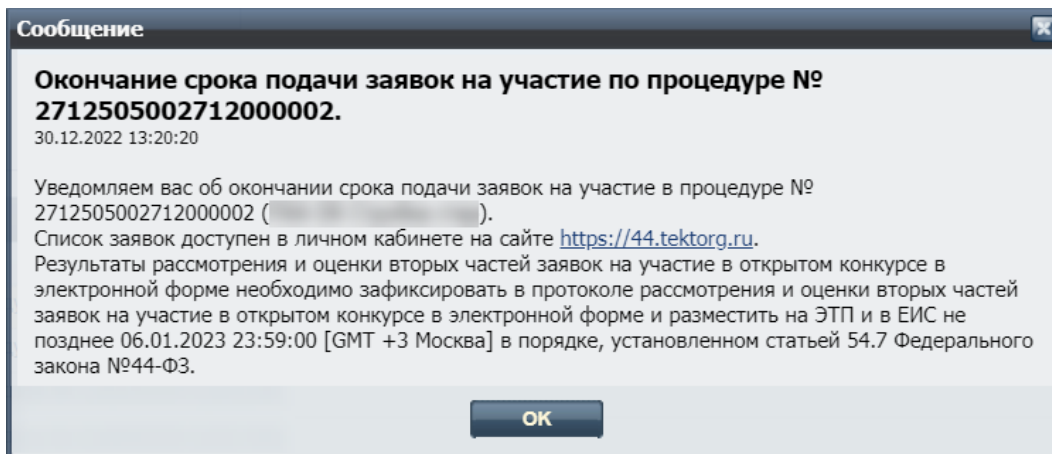 Сообщение
Окончание срока подачи заявок на участие по процедуре №
2712505002712000002.
30.12.2022 13:20:20
Уведомляем вас об окончании срока подачи заявок на участие в процедуре №
2712505002712000002 ( ).
Список заявок доступен в личном кабинете на сайте https://44.tektorg.ru.
Результаты рассмотрения и оценки вторых частей заявок на участие в открытом конкурсе в
электронной форме необходимо зафиксировать в протоколе рассмотрения и оценки вторых частей
заявок на участие в открытом конкурсе в электронной форме и разместить на ЭТП и в ЕИС не
позднее 06.01.2023 23:59:00 [GMT +3 Москва] в порядке, установленном статьей 54.7 Федерального
закона №44-ФЗ.
ОК